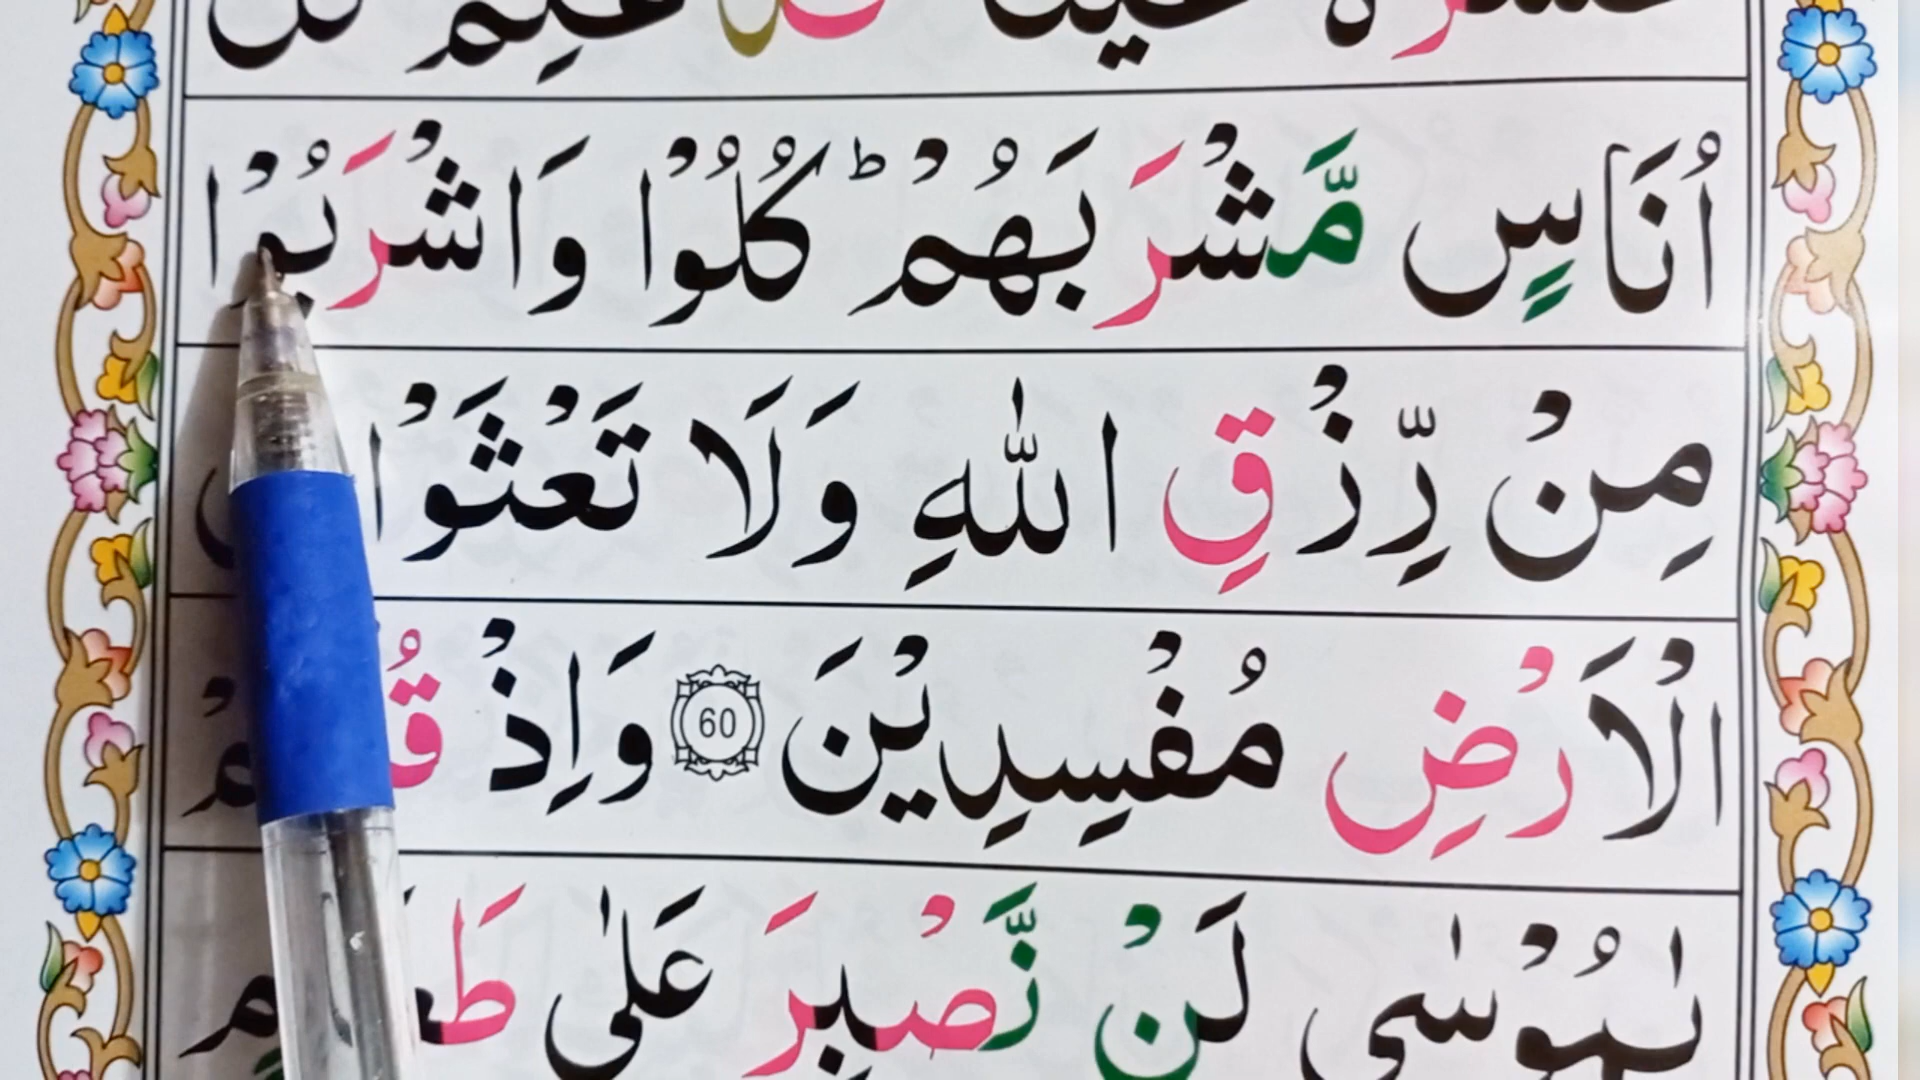 اُنَاسٍ مَّشْرَبَهُمْ ؕ كُلُوْا وَاشْرَبُوْا
مِنْ رِّزْقِ اللّٰهِ وَلَا تَعْثَوْا
الْاَرْضِ مُفْسِدِيْنَ 60 وَاِذْ
يٰمُوْسٰى لَنْ نَّصْبِرَ عَلٰى